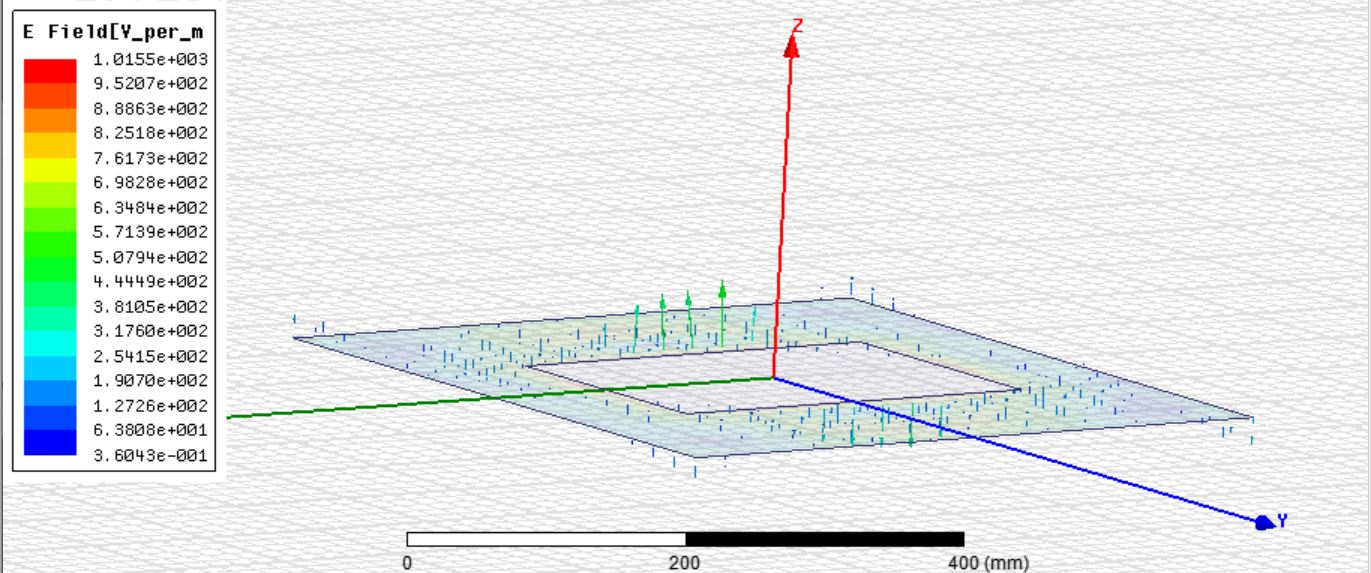 E Field[V_per_m
1.0155e+003
9.5207e+002
8.8863e+002
8.2518e+002
7.6173e+002
6.9828e+002
6.3484e+002
5.7139e+002
5.0794e+002
4.4449e+002
3.8105e+002
3.1760e+002
2.5415e+002
1.9070e+002
1.2726e+002
6.3808e+001
3.6043e-001
Z
Y
0 200 400 (mm)